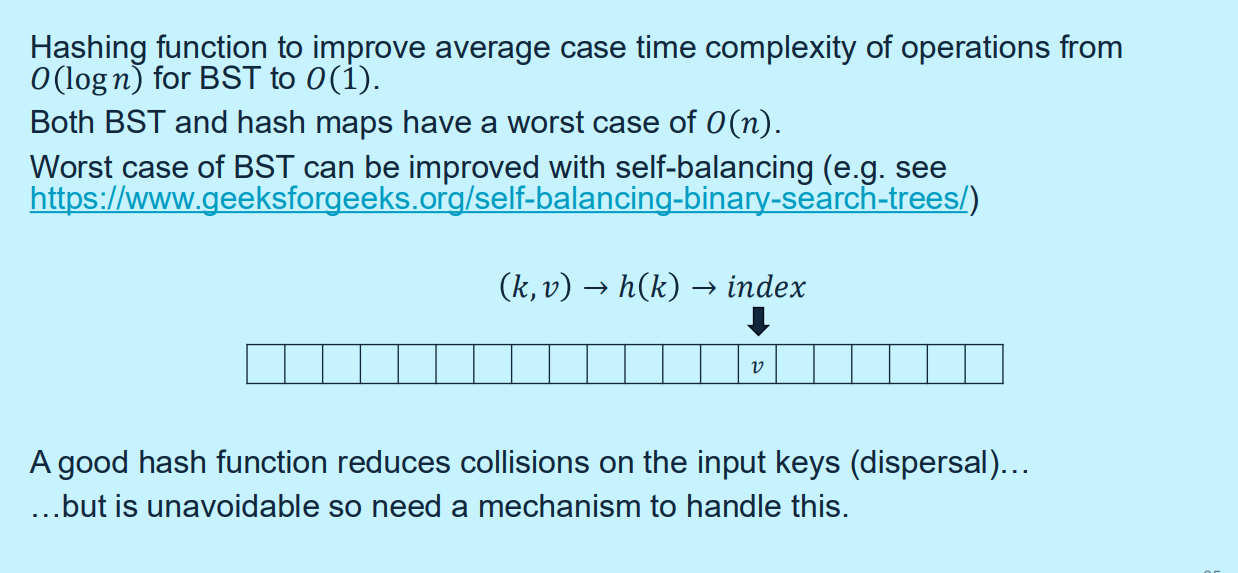 Hashing function to improve average case time complexity of operations from
O(log n) for BST to O(1).
Both BST and hash maps have a worst case of O(n).
Worst case of BST can be improved with self-balancing (e.g. see
https://www.geeksforgeeks.org/self-balancing-binary-search-trees/)
(k, v) → h(k) → index
v
A good hash function reduces collisions on the input keys (dispersal)…
…but is unavoidable so need a mechanism to handle this.